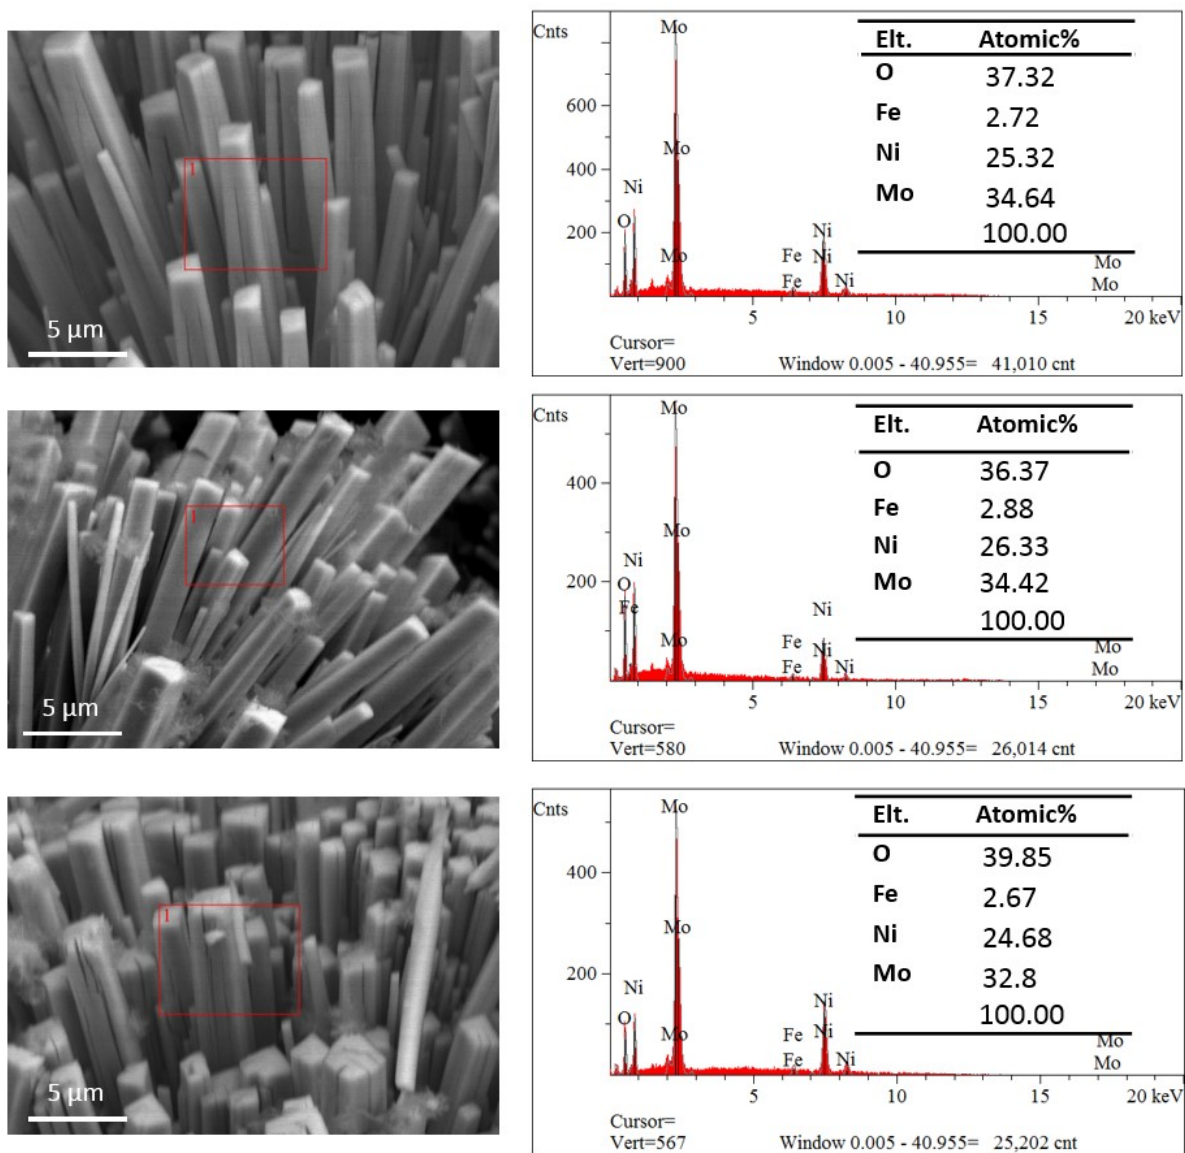 1
5 µm
Cnts
Mo
Elt. Atomic%
O 37.32
Fe 2.72
Ni 25.32
Mo 34.64
100.00
600
400
200
Mo
Ni
O
Mo
Fe
Fe
Ni
Ni
Ni
Mo
Mo
5 10 15 20 keV
Cursor=
Vert=900 Window 0.005 - 40.955= 41,010 cnt
1
5 µm
Cnts
Mo
Elt. Atomic%
O 36.37
Fe 2.88
Ni 26.33
Mo 34.42
100.00
400
200
Mo
Ni
O
Fe
Mo
Fe
Fe
Ni
Ni
Ni
Mo
Mo
5 10 15 20 keV
Cursor=
Vert=580 Window 0.005 - 40.955= 26,014 cnt
1
5 µm
Cnts
Mo
Elt. Atomic%
O 39.85
Fe 2.67
Ni 24.68
Mo 32.8
100.00
400
200
Mo
Ni
O
Mo
Fe
Fe
Ni
Ni
Ni
Mo
Mo
5 10 15 20 keV
Cursor=
Vert=567 Window 0.005 - 40.955= 25,202 cnt